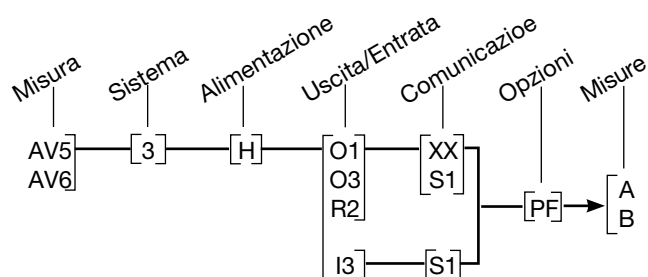 Misura Sistema Alimentazione Uscita/Entrata Comunicazioe Opzioni Misure
AV5 3 H O1 XX
AV6 O3 S1
R2 PF A
B
I3 S1